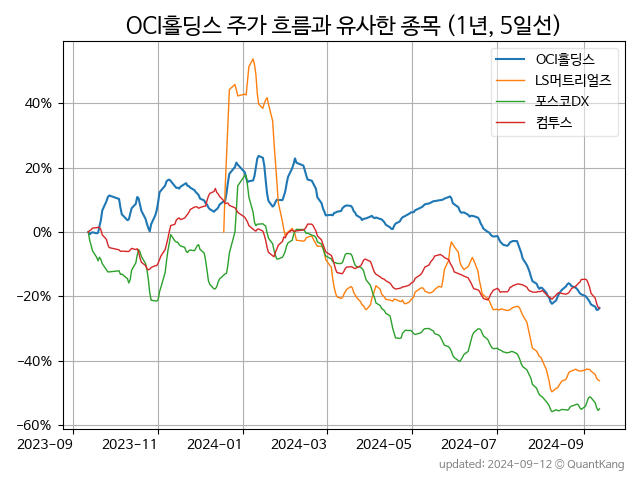 OCI홀딩스 주가 흐름과 유사한 종목 (1년, 5일선)
OCI홀딩스
LS머트리얼즈
포스코DX
컴투스
40%
20%
0%
−20%
−40%
−60%
2023-09
2023-11
2024-01
2024-03
2024-05
2024-07
2024-09
updated: 2024-09-12 © QuantKang